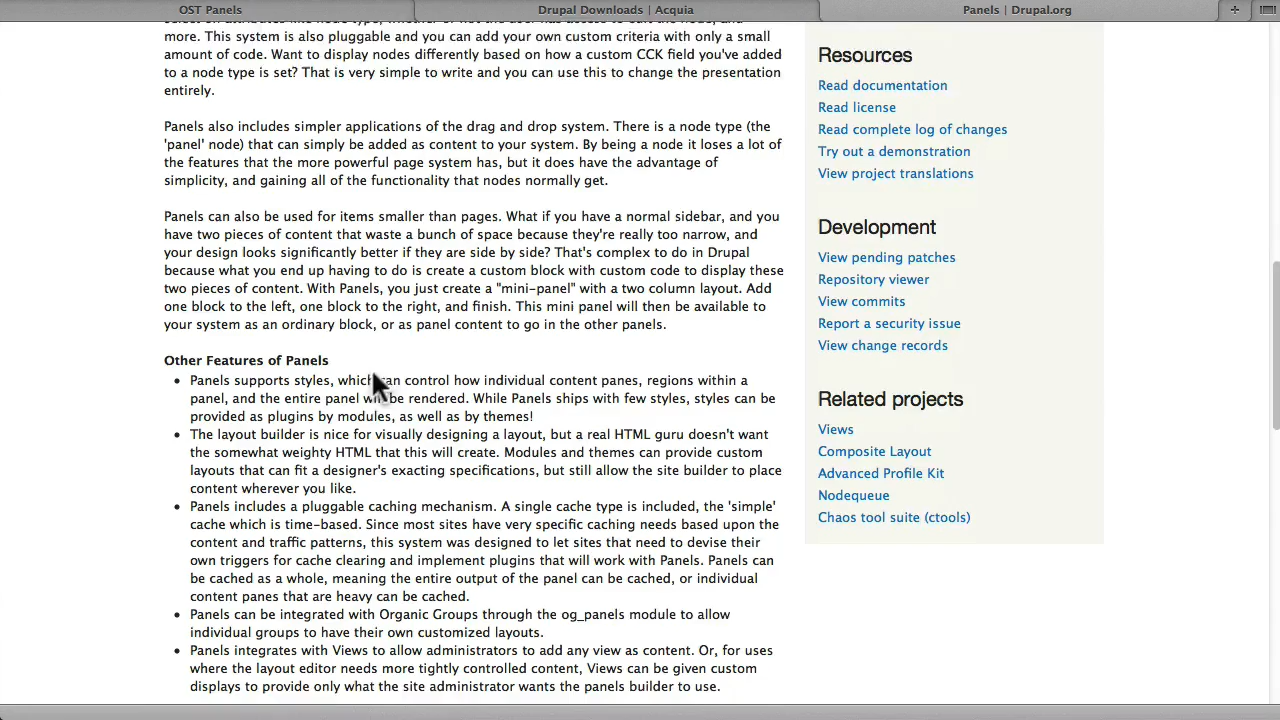 OST Panels
Drupal Downloads | Acquia
Panels | Drupal.org
more. This system is also pluggable and you can add your own custom criteria with only a small
amount of code. Want to display nodes differently based on how a custom CCK field you've added
to a node type is set? That is very simple to write and you can use this to change the presentation
entirely.
Panels also includes simpler applications of the drag and drop system. There is a node type (the
'panel' node) that can simply be added as content to your system. By being a node it loses a lot of
the features that the more powerful page system has, but it does have the advantage of
simplicity, and gaining all of the functionality that nodes normally get.
Panels can also be used for items smaller than pages. What if you have a normal sidebar, and you
have two pieces of content that waste a bunch of space because they're really too narrow, and
your design looks significantly better if they are side by side? That's complex to do in Drupal
because what you end up having to do is create a custom block with custom code to display these
two pieces of content. With Panels, you just create a "mini-panel" with a two column layout. Add
one block to the left, one block to the right, and finish. This mini panel will then be available to
your system as an ordinary block, or as panel content to go in the other panels.
Other Features of Panels
• Panels supports styles, which can control how individual content panes, regions within a
panel, and the entire panel will be rendered. While Panels ships with few styles, styles can be
provided as plugins by modules, as well as by themes!
• The layout builder is nice for visually designing a layout, but a real HTML guru doesn't want
the somewhat weighty HTML that this will create. Modules and themes can provide custom
layouts that can fit a designer's exacting specifications, but still allow the site builder to place
content wherever you like.
• Panels includes a pluggable caching mechanism. A single cache type is included, the 'simple'
cache which is time-based. Since most sites have very specific caching needs based upon the
content and traffic patterns, this system was designed to let sites that need to devise their
own triggers for cache clearing and implement plugins that will work with Panels. Panels can
be cached as a whole, meaning the entire output of the panel can be cached, or individual
content panes that are heavy can be cached.
• Panels can be integrated with Organic Groups through the og_panels module to allow
individual groups to have their own customized layouts.
• Panels integrates with Views to allow administrators to add any view as content. Or, for uses
where the layout editor needs more tightly controlled content, Views can be given custom
displays to provide only what the site administrator wants the panels builder to use.
Resources
Read documentation
Read license
Read complete log of changes
Try out a demonstration
View project translations
Development
View pending patches
Repository viewer
View commits
Report a security issue
View change records
Related projects
Views
Composite Layout
Advanced Profile Kit
Nodequeue
Chaos tool suite (ctools)